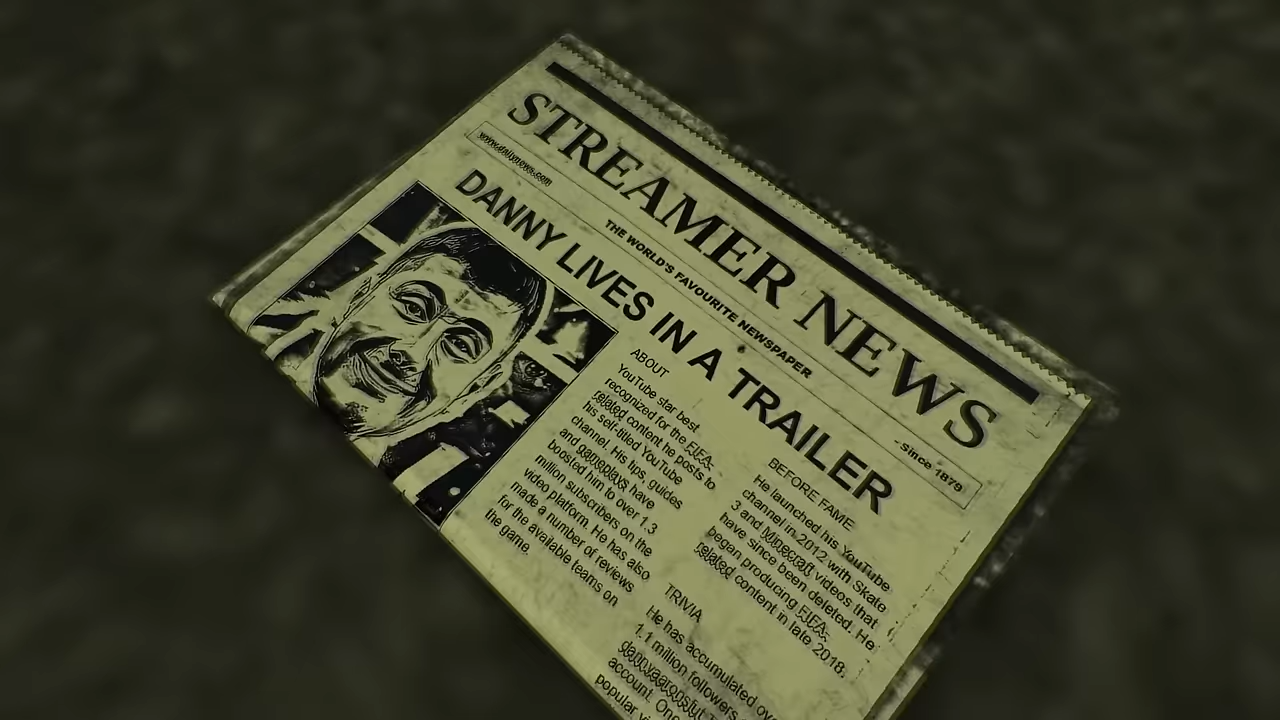 STREAMER NEWS
www.dailynews.com
THE WORLD'S FAVOURITE NEWSPAPER
- since 1879
DANNY LIVES IN A TRAILER
ABOUT
YouTube star best
recognized for the FIFA-
related content he posts to
his self-titled YouTube
channel. His tips, guides
and gameplays have
boosted him to over 1.3
million subscribers on the
video platform. He has also
made a number of reviews
for the available teams on
the game.
BEFORE FAME
He launched his YouTube
channel in 2012 with Skate
3 and Minecraft videos that
have since been deleted. He
began producing FIFA-
related content in late 2018.
TRIVIA
He has accumulated
1.1 million followers
account.
popular